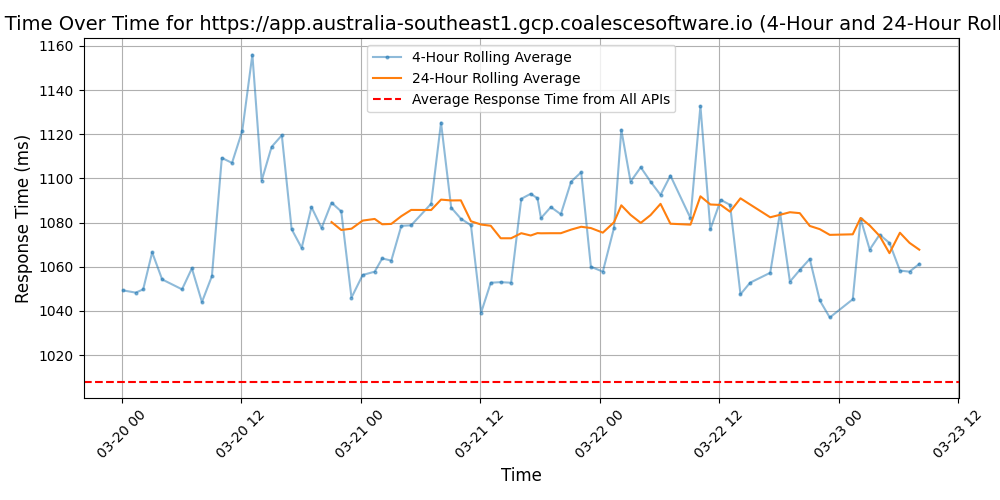 Time Over Time for https://app.australia-southeast1.gcp.coalescesoftware.io (4-Hour and 24-Hour Roll
4-Hour Rolling Average
24-Hour Rolling Average
Average Response Time from All APIs
Response Time (ms)
1160
1140
1120
1100
1080
1060
1040
1020
03-20 00
03-20 12
03-21 00
03-21 12
03-22 00
03-22 12
03-23 00
03-23 12
Time